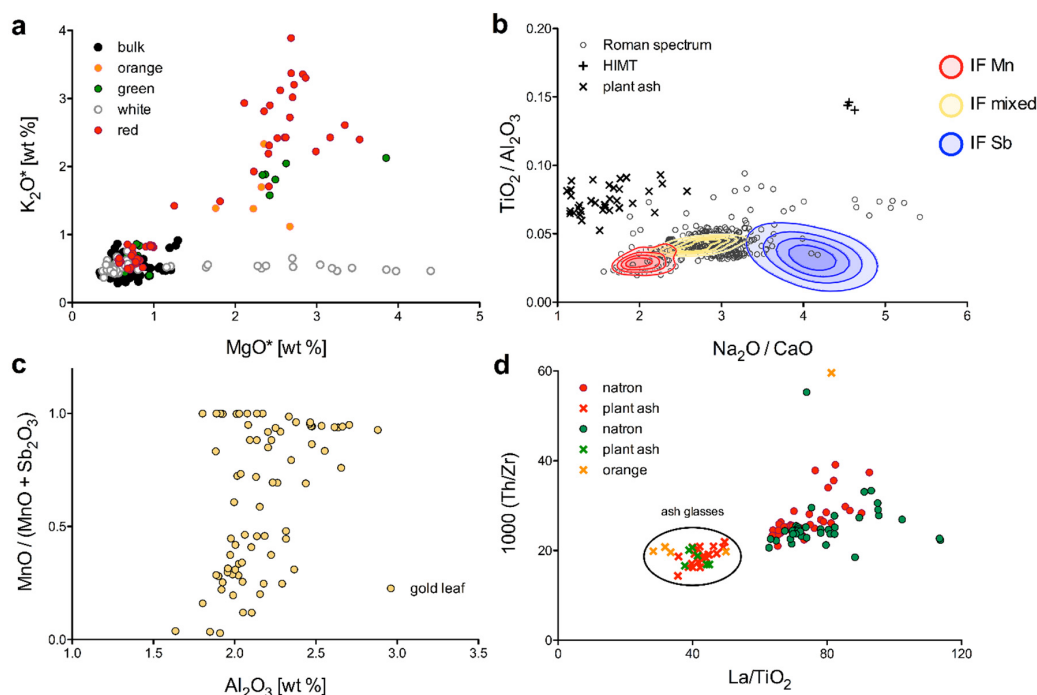 a
bulk
orange
green
white
red
4
3
2
1
0
0
1
2
3
4
5
K₂O* [wt %]
MgO* [wt %]
b
Roman spectrum
HIMT
plant ash
IF Mn
IF mixed
IF Sb
0.20
0.15
0.10
0.05
0.00
1
2
3
4
5
6
TiO₂ / Al₂O₃
Na₂O / CaO
c
1.0
0.5
0.0
1.0
1.5
2.0
2.5
3.0
3.5
MnO / (MnO + Sb₂O₃)
gold leaf
Al₂O₃ [wt %]
d
natron
plant ash
natron
plant ash
orange
ash glasses
60
40
20
0
0
40
80
120
1000 (Th/Zr)
La/TiO₂